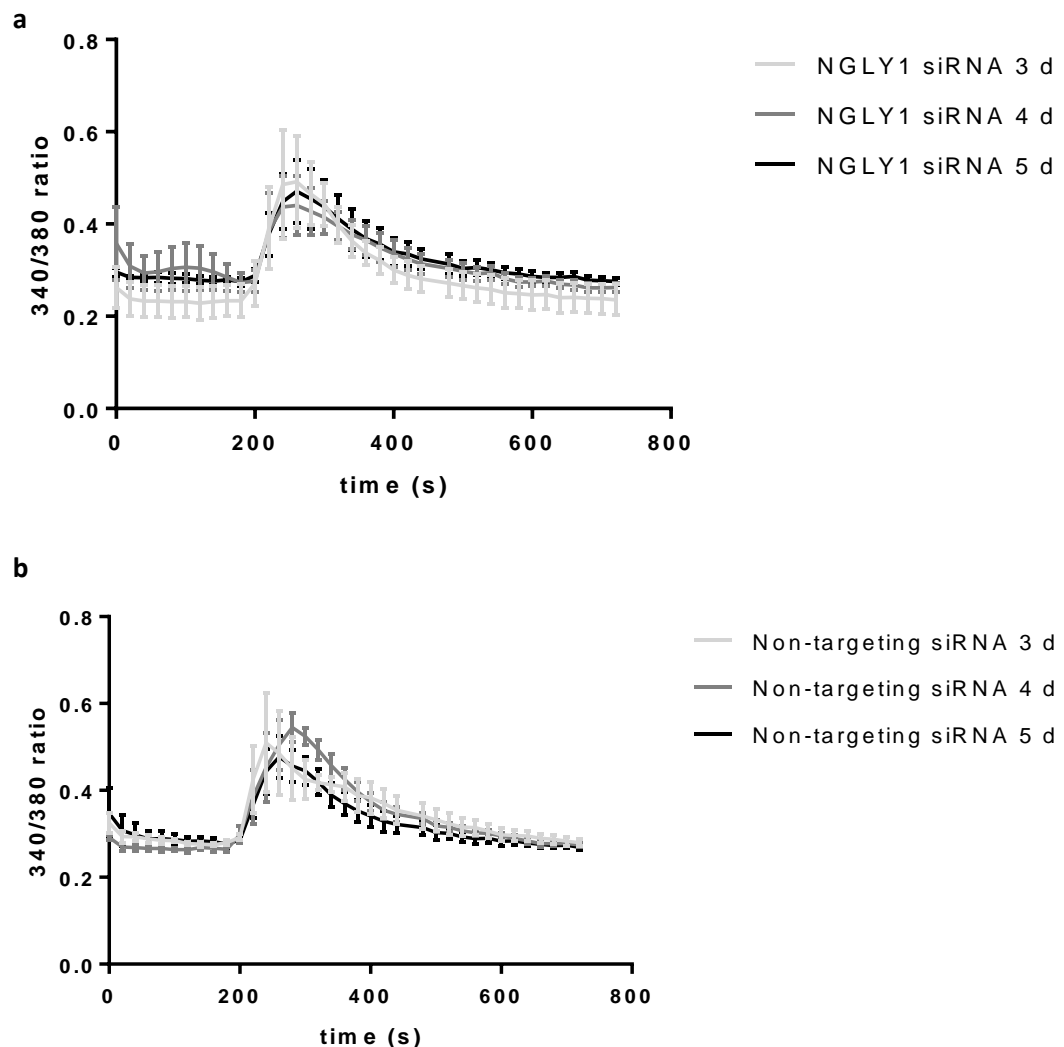 a
0.8
0.6
0.4
0.2
0.0
340/380 ratio
0
200
400
600
800
time (s)
NGLY1 siRNA 3 d
NGLY1 siRNA 4 d
NGLY1 siRNA 5 d
b
0.8
0.6
0.4
0.2
0.0
340/380 ratio
0
200
400
600
800
time (s)
Non-targeting siRNA 3 d
Non-targeting siRNA 4 d
Non-targeting siRNA 5 d